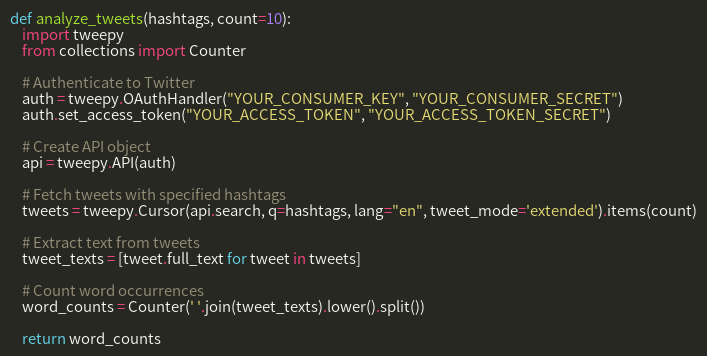 def analyze_tweets(hashtags, count=10):
    import tweepy
    from collections import Counter

    # Authenticate to Twitter
    auth = tweepy.OAuthHandler("YOUR_CONSUMER_KEY", "YOUR_CONSUMER_SECRET")
    auth.set_access_token("YOUR_ACCESS_TOKEN", "YOUR_ACCESS_TOKEN_SECRET")

    # Create API object
    api = tweepy.API(auth)

    # Fetch tweets with specified hashtags
    tweets = tweepy.Cursor(api.search, q=hashtags, lang="en", tweet_mode='extended').items(count)

    # Extract text from tweets
    tweet_texts = [tweet.full_text for tweet in tweets]

    # Count word occurrences
    word_counts = Counter(' '.join(tweet_texts).lower().split())

    return word_counts